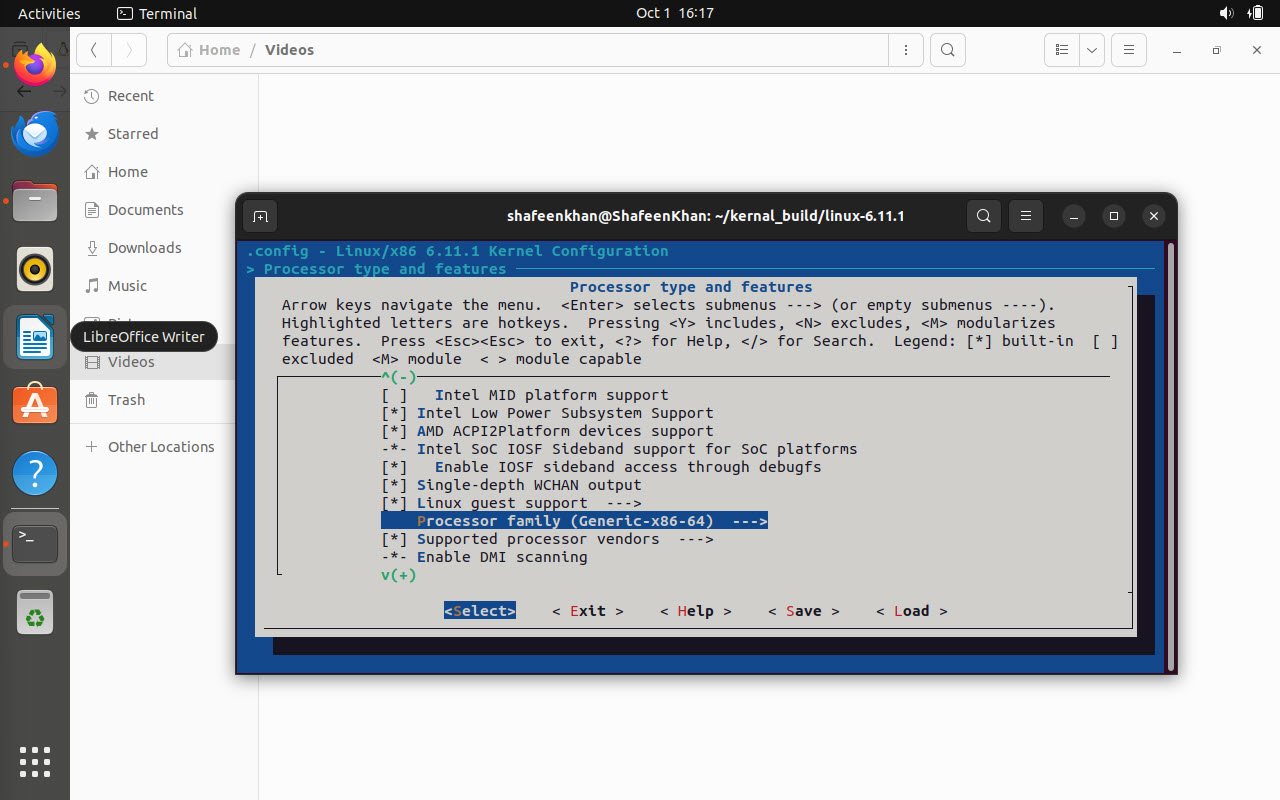 Activities
Terminal
Oct 1 16:17
Home / Videos
Recent
Starred
Home
Documents
Downloads
Music
LibreOffice Writer
Videos
Trash
+ Other Locations
shafeenkhan@ShafeenKhan: ~/kernal_build/linux-6.11.1
.config - Linux/x86 6.11.1 Kernel Configuration
> Processor type and features
Processor type and features
Arrow keys navigate the menu.  <Enter> selects submenus ---> (or empty submenus ----).
Highlighted letters are hotkeys.  Pressing <Y> includes, <N> excludes, <M> modularizes
features.  Press <Esc><Esc> to exit, <?> for Help, </> for Search.  Legend: [*] built-in  [ ]
excluded  <M> module  < > module capable
^(-)
[ ]   Intel MID platform support
[*] Intel Low Power Subsystem Support
[*] AMD ACPI2Platform devices support
-*- Intel SoC IOSF Sideband support for SoC platforms
[*]   Enable IOSF sideband access through debugfs
[*] Single-depth WCHAN output
[*] Linux guest support  --->
Processor family (Generic-x86-64)  --->
[*] Supported processor vendors  --->
-*- Enable DMI scanning
v(+)
<Select>    < Exit >    < Help >    < Save >    < Load >